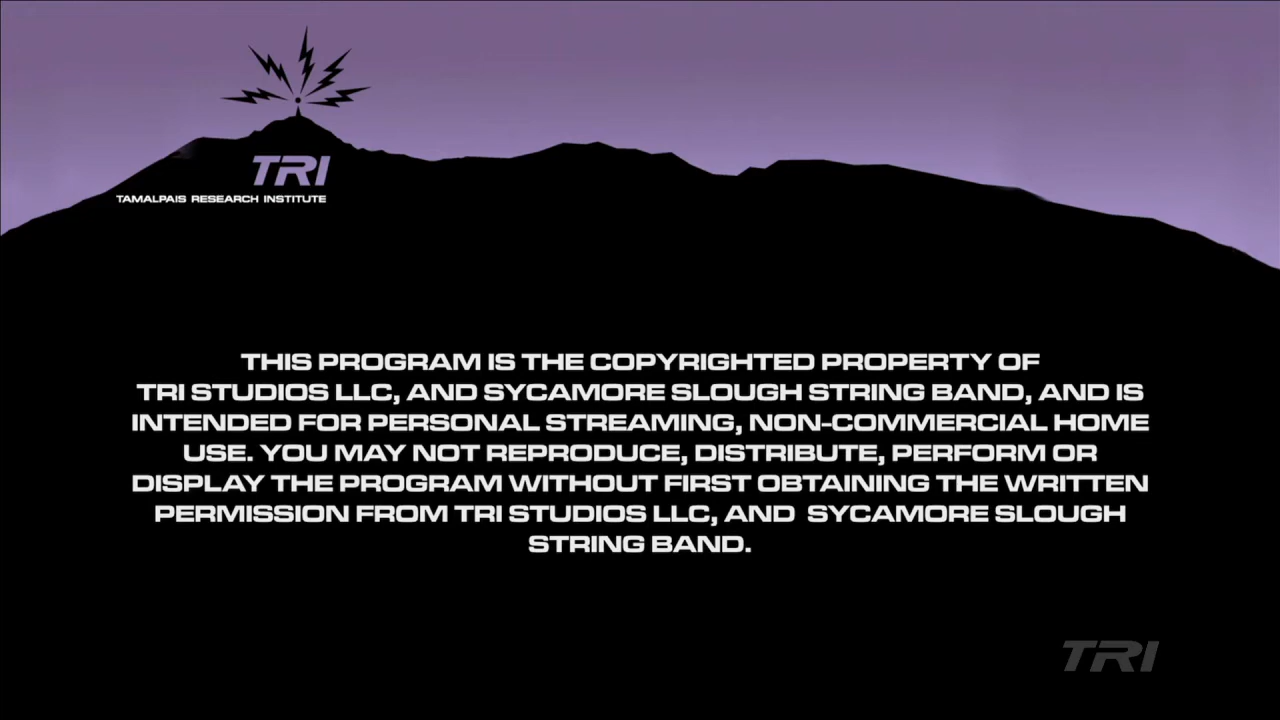 TRI
TAMALPAIS RESEARCH INSTITUTE
THIS PROGRAM IS THE COPYRIGHTED PROPERTY OF
TRI STUDIOS LLC, AND SYCAMORE SLOUGH STRING BAND, AND IS
INTENDED FOR PERSONAL STREAMING, NON-COMMERCIAL HOME
USE. YOU MAY NOT REPRODUCE, DISTRIBUTE, PERFORM OR
DISPLAY THE PROGRAM WITHOUT FIRST OBTAINING THE WRITTEN
PERMISSION FROM TRI STUDIOS LLC, AND SYCAMORE SLOUGH
STRING BAND.
TRI